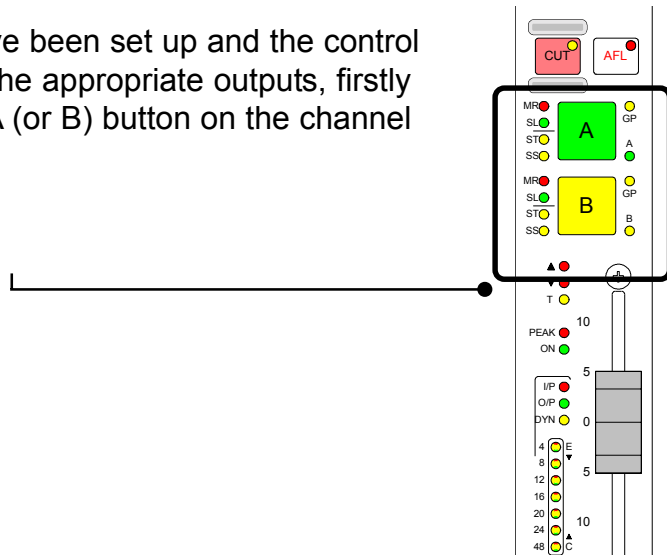 ve been set up and the control
he appropriate outputs, firstly
A (or B) button on the channel
CUT AFL
MR GP
SL A
ST A
SS
MR GP
SL B
ST B
SS
▲
▼
T
10
PEAK
ON
5
I/P
O/P
DYN 0
4 E
8 ▼
5
12
16
20
10
24 ▲
48 C